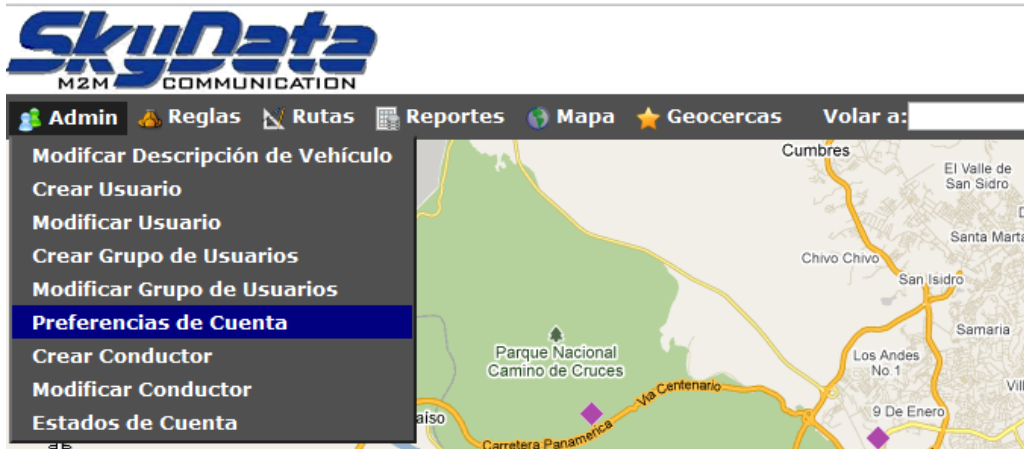 SkyData
M2M COMMUNICATION
Admin Reglas Rutas Reportes Mapa Geocercas Volar a:
Modifcar Descripción de Vehículo
Crear Usuario
Modificar Usuario
Crear Grupo de Usuarios
Modificar Grupo de Usuarios
Preferencias de Cuenta
Crear Conductor
Modificar Conductor
Estados de Cuenta
Cumbres
El Valle de
San Sidro
Santa Marta
Chivo Chivo
San Isidro
Samaria
Parque Nacional
Camino de Cruces
Los Andes
No.1
Vill
Via Centenario
aíso
9 De Enero
Carretera Panamerica